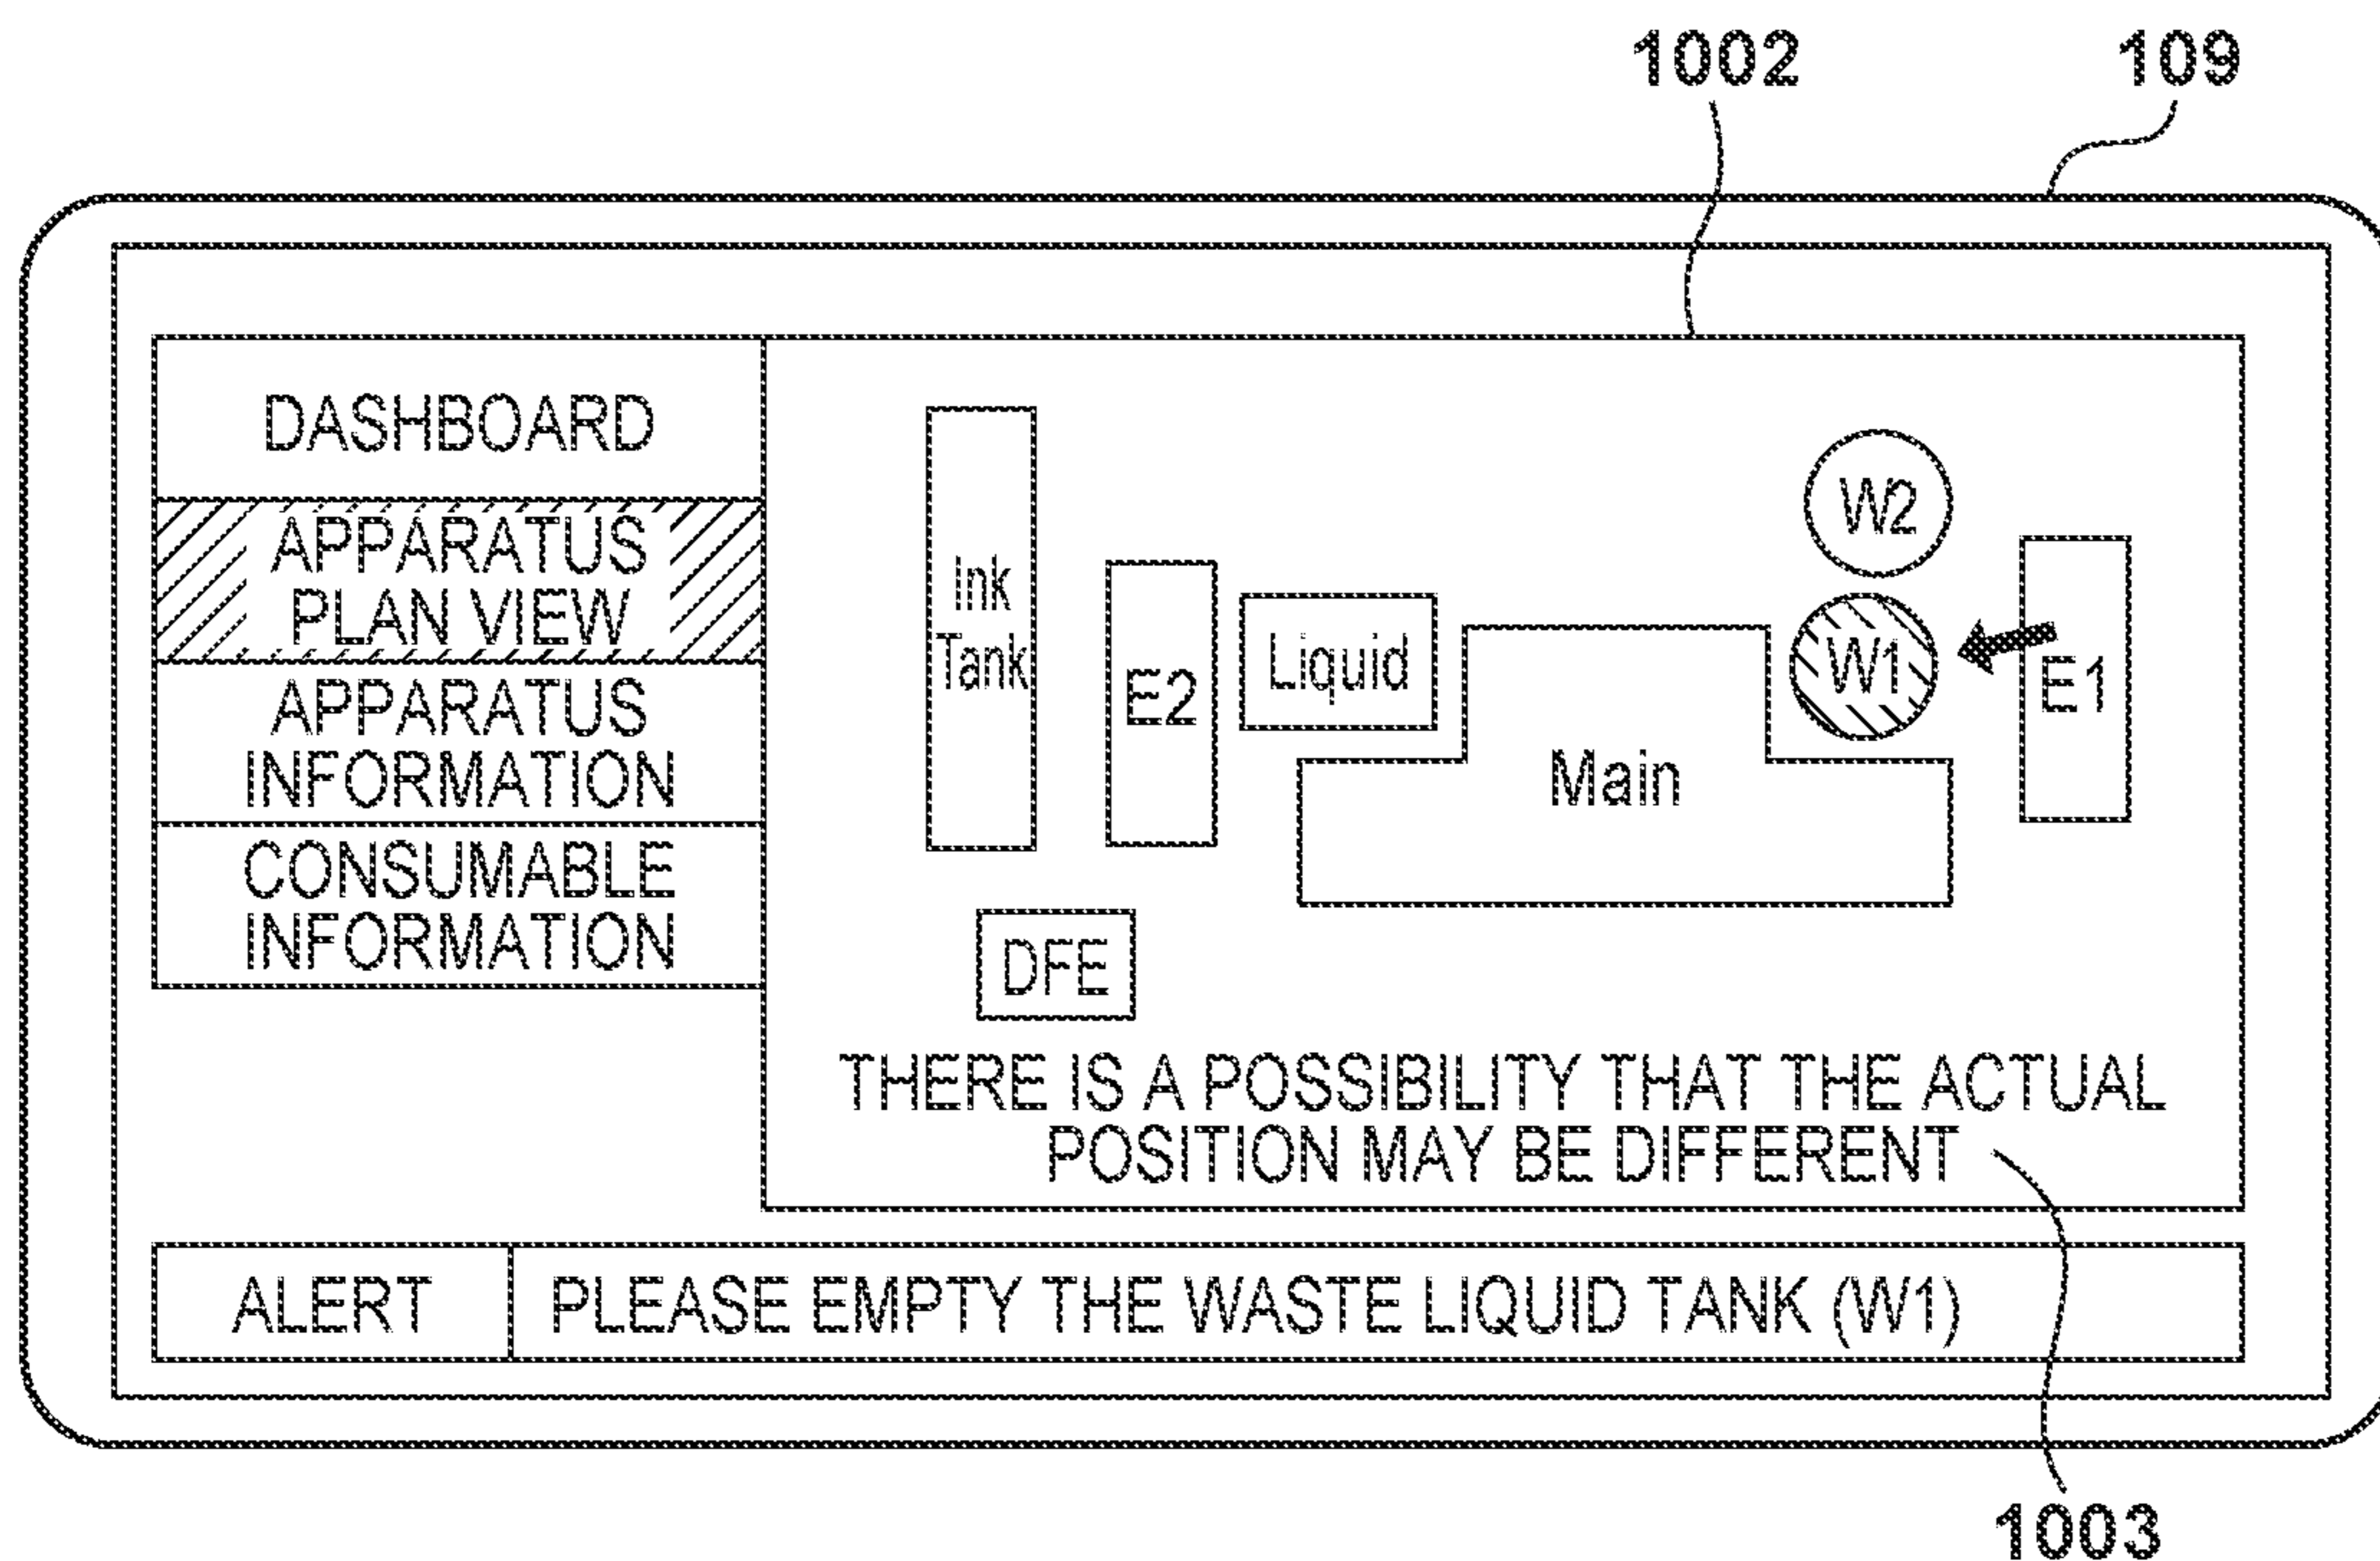 1002
109
DASHBOARD
APPARATUS
PLAN VIEW
APPARATUS
INFORMATION
CONSUMABLE
INFORMATION
Ink
Tank
E2
Liquid
Main
W2
W1
E1
DFE
THERE IS A POSSIBILITY THAT THE ACTUAL
POSITION MAY BE DIFFERENT
ALERT
PLEASE EMPTY THE WASTE LIQUID TANK (W1)
1003